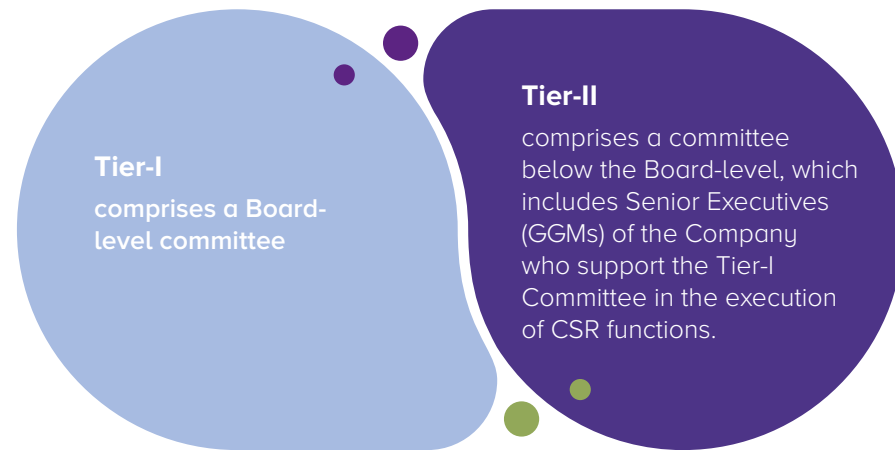 Tier-I
comprises a Board-
level committee
Tier-II
comprises a committee
below the Board-level, which
includes Senior Executives
(GGMs) of the Company
who support the Tier-I
Committee in the execution
of CSR functions.